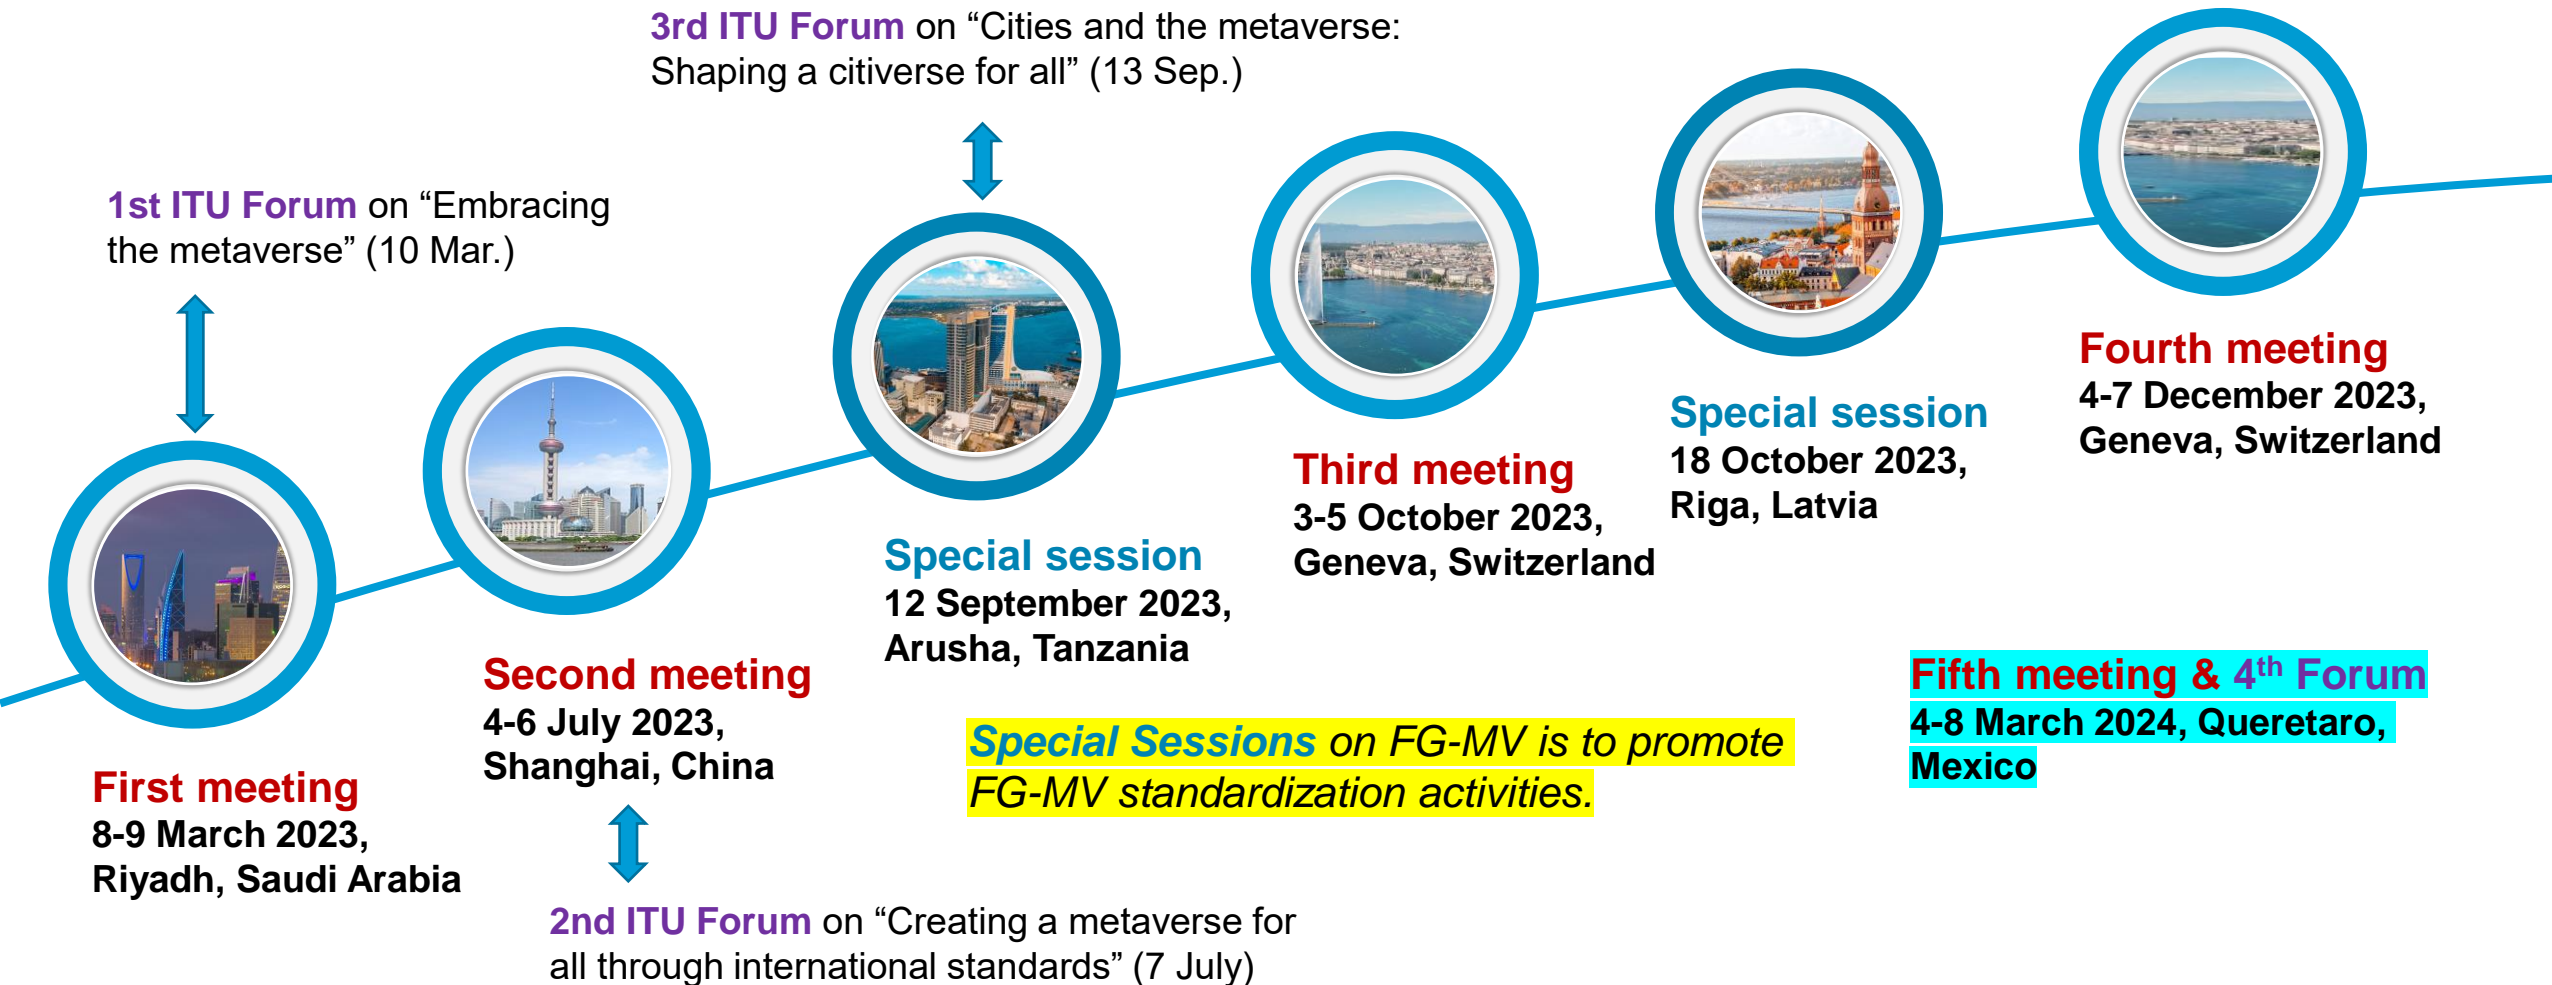 3rd ITU Forum on “Cities and the metaverse:
Shaping a citiverse for all” (13 Sep.)
1st ITU Forum on “Embracing
the metaverse” (10 Mar.)
First meeting
8-9 March 2023,
Riyadh, Saudi Arabia
Second meeting
4-6 July 2023,
Shanghai, China
2nd ITU Forum on “Creating a metaverse for
all through international standards” (7 July)
Special session
12 September 2023,
Arusha, Tanzania
Third meeting
3-5 October 2023,
Geneva, Switzerland
Special session
18 October 2023,
Riga, Latvia
Fourth meeting
4-7 December 2023,
Geneva, Switzerland
Special Sessions on FG-MV is to promote
FG-MV standardization activities.
Fifth meeting & 4th Forum
4-8 March 2024, Queretaro,
Mexico